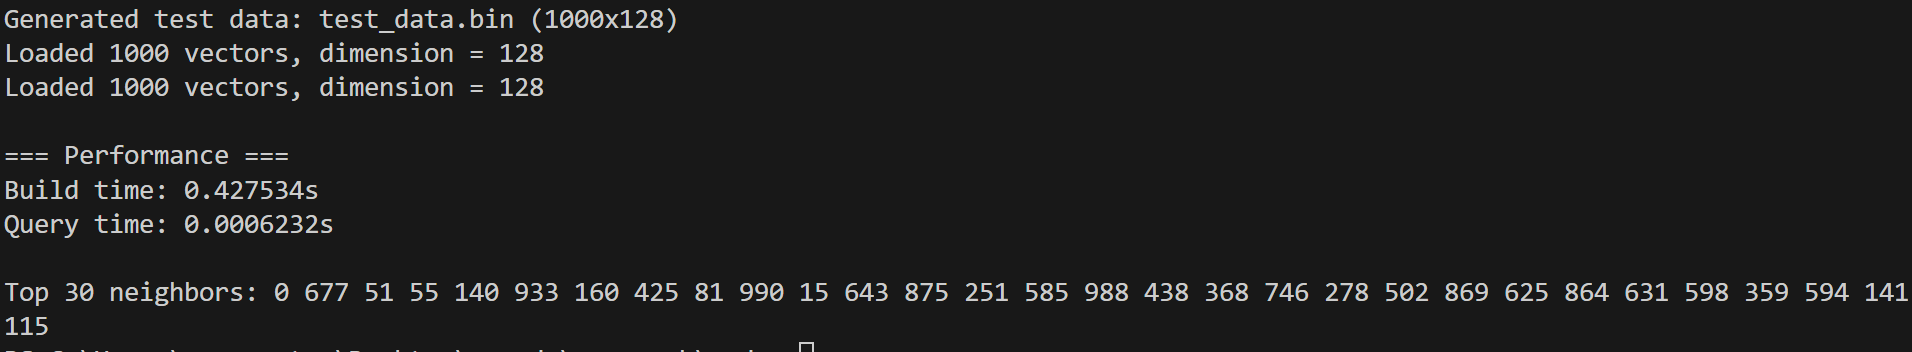 Generated test data: test_data.bin (1000x128)
Loaded 1000 vectors, dimension = 128
Loaded 1000 vectors, dimension = 128
=== Performance ===
Build time: 0.427534s
Query time: 0.0006232s
Top 30 neighbors: 0 677 51 55 140 933 160 425 81 990 15 643 875 251 585 988 438 368 746 278 502 869 625 864 631 598 359 594 141
115